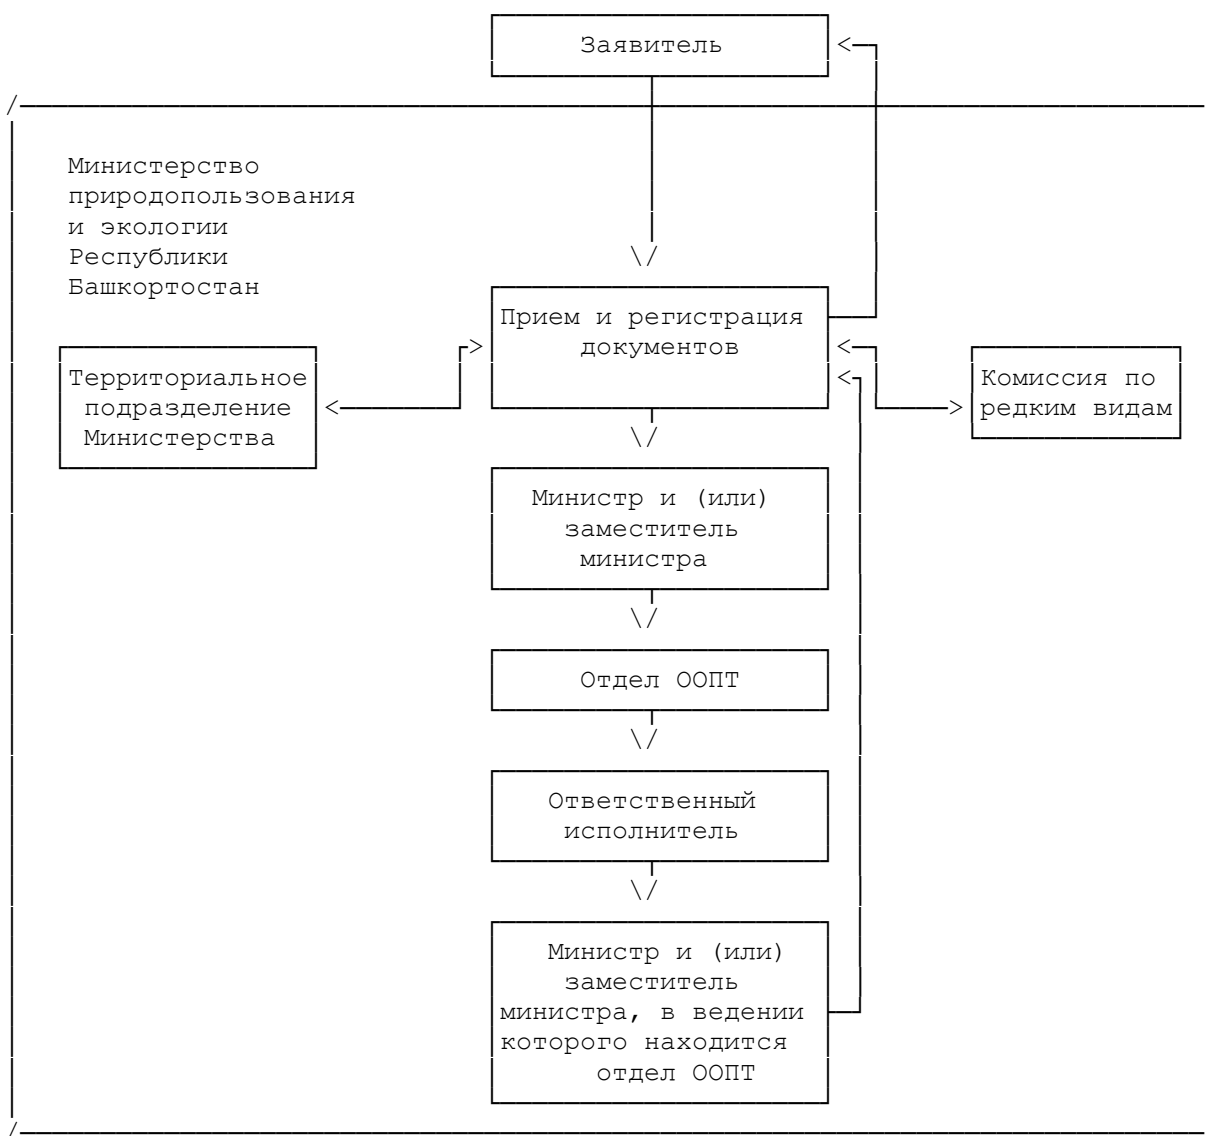 Заявитель
Министерство
природопользования
и экологии
Республики
Башкортостан
Прием и регистрация
документов
Территориальное
подразделение
Министерства
Комиссия по
редким видам
Министр и (или)
заместитель
министра
Отдел ООПТ
Ответственный
исполнитель
Министр и (или)
заместитель
министра, в ведении
которого находится
отдел ООПТ